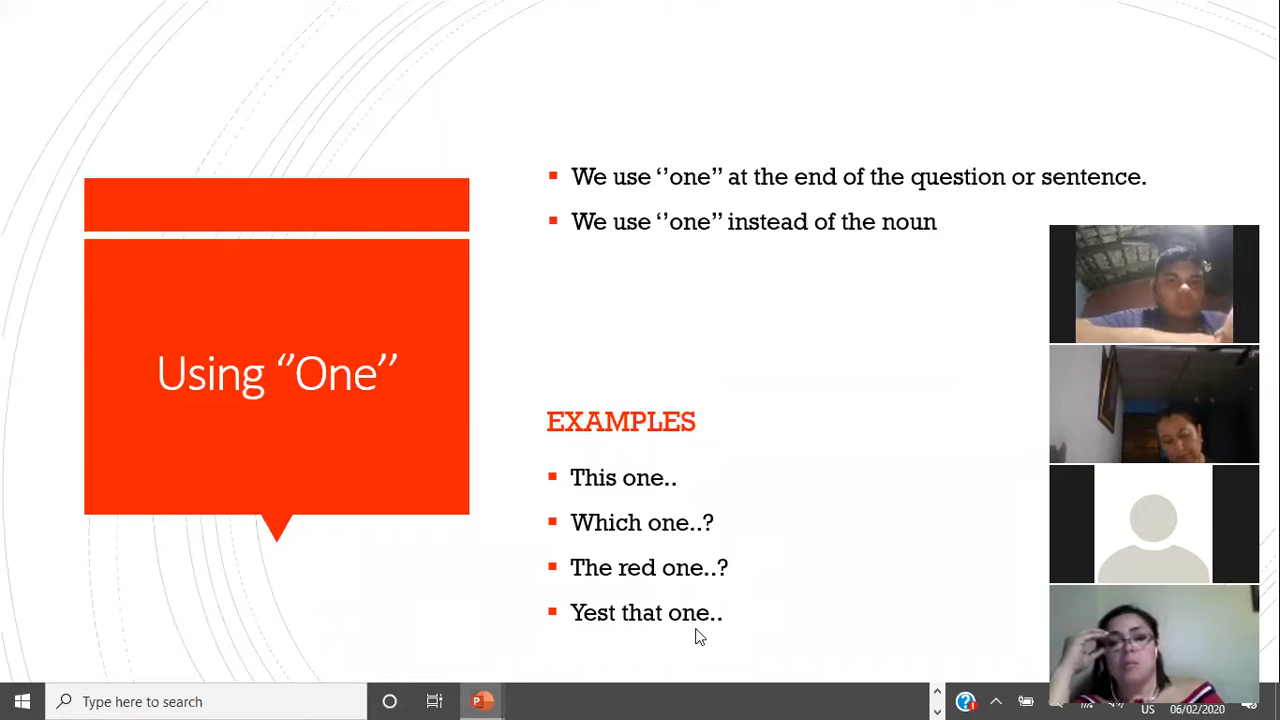 Using ‘’One’’
We use ‘’one’’ at the end of the question or sentence.
We use ‘’one’’ instead of the noun
EXAMPLES
This one..
Which one..?
The red one..?
Yest that one..
Type here to search
US
06/02/2020